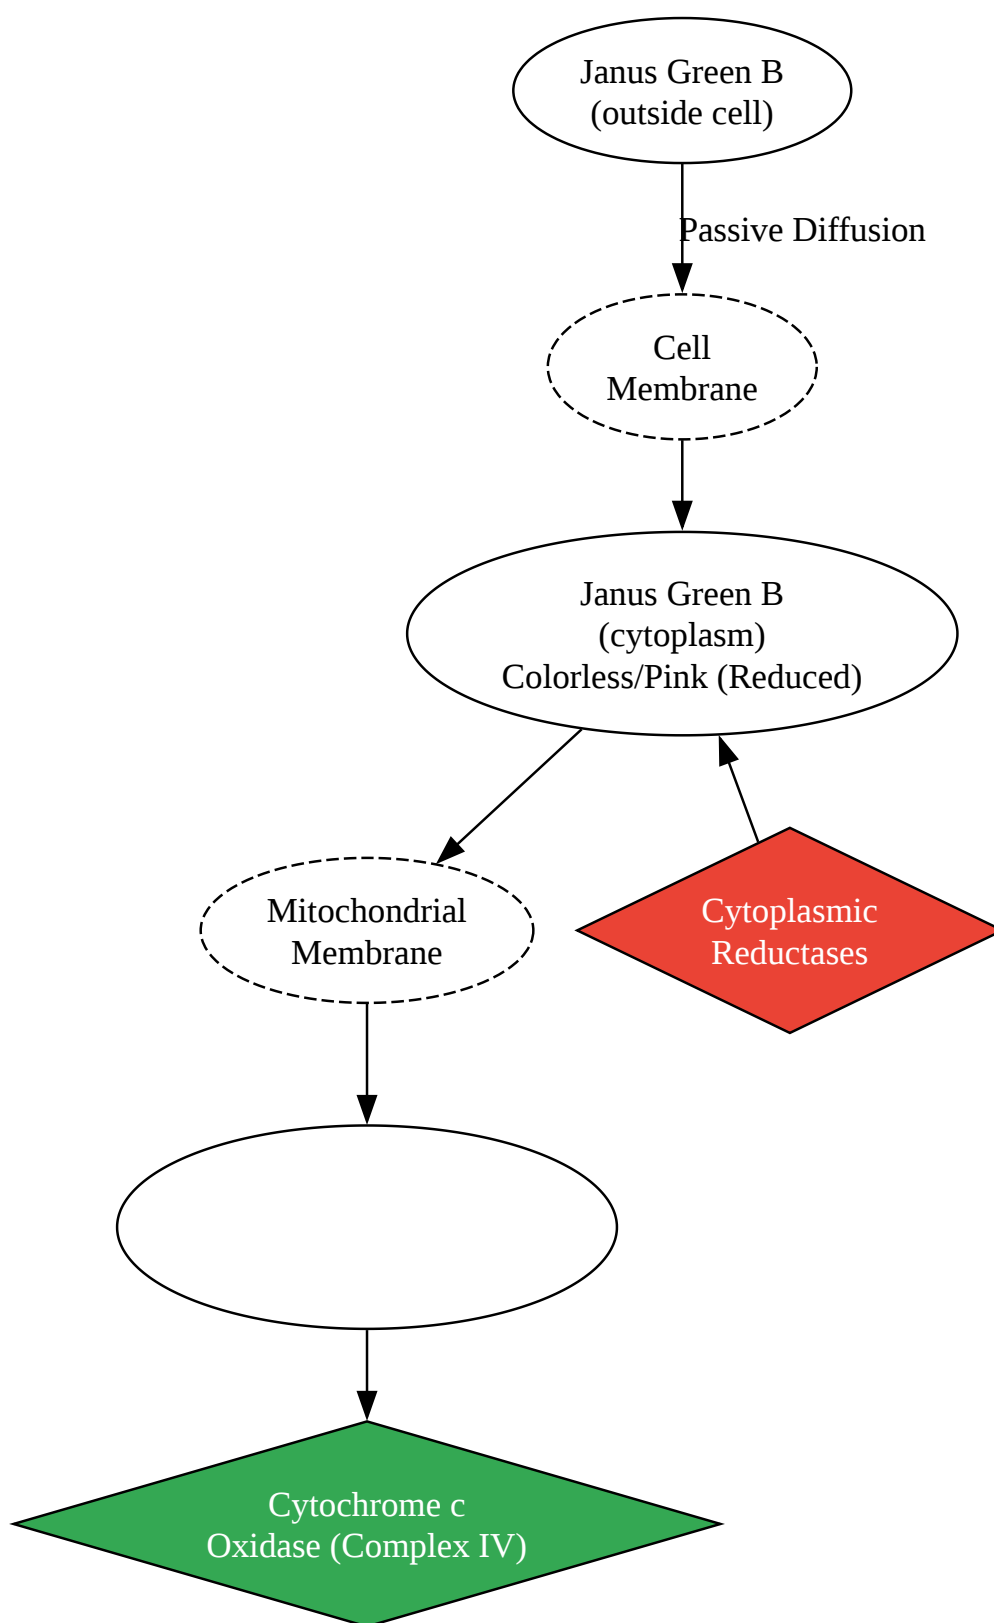 Janus Green B
(outside cell)
Passive Diffusion
Cell
Membrane
Janus Green B
(cytoplasm)
Colorless/Pink (Reduced)
Mitochondrial
Membrane
Cytoplasmic
Reductases
Cytochrome c
Oxidase (Complex IV)